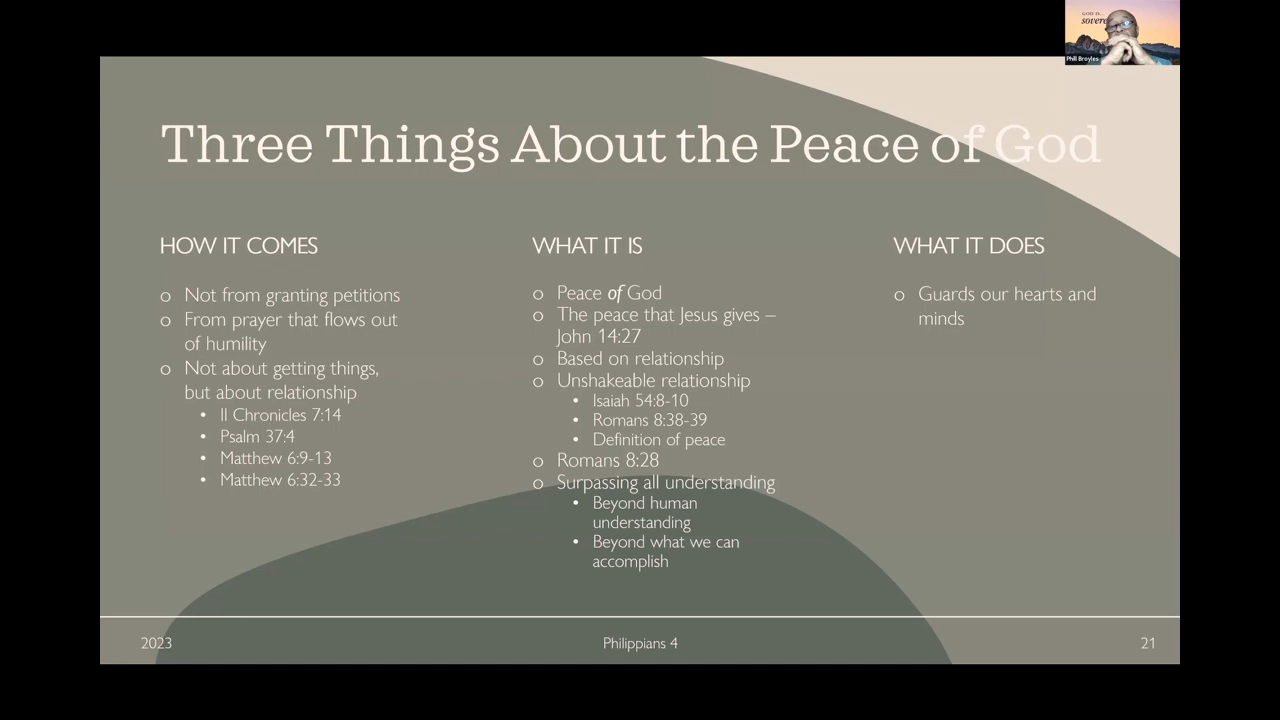 GOD IS...
Phill Broyles
Three Things About the Peace of God
HOW IT COMES
o Not from granting petitions
o From prayer that flows out
of humility
o Not about getting things,
but about relationship
• II Chronicles 7:14
• Psalm 37:4
• Matthew 6:9-13
• Matthew 6:32-33
WHAT IT IS
o Peace of God
o The peace that Jesus gives –
John 14:27
o Based on relationship
o Unshakeable relationship
• Isaiah 54:8-10
• Romans 8:38-39
• Definition of peace
o Romans 8:28
o Surpassing all understanding
• Beyond human
understanding
• Beyond what we can
accomplish
WHAT IT DOES
o Guards our hearts and
minds
2023
Philippians 4
21